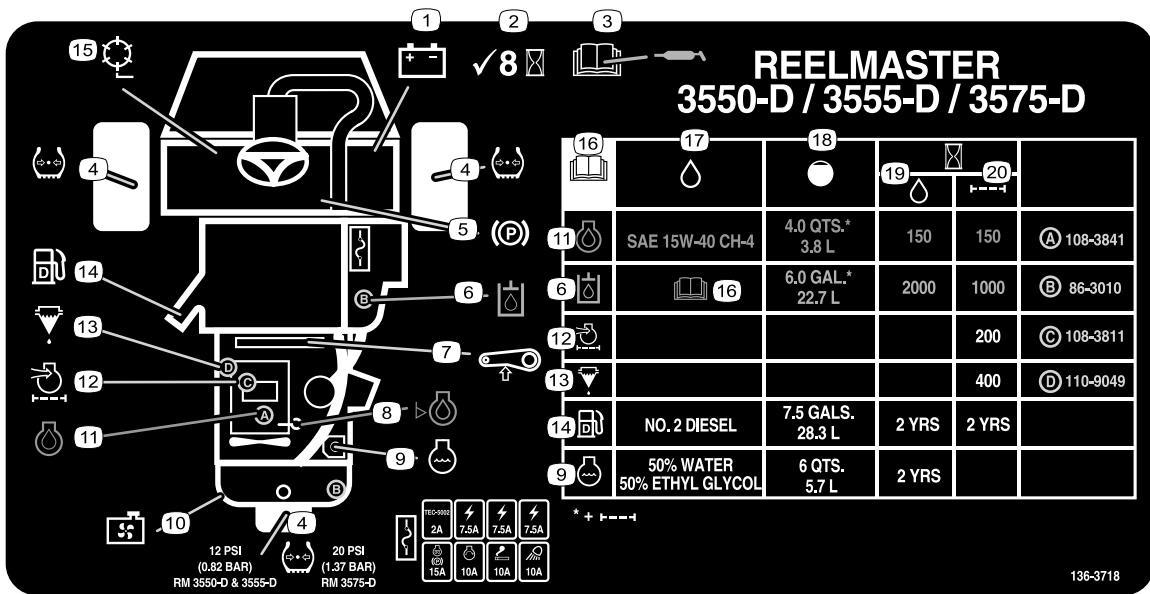 1
2
3
15
✓8
REELMASTER
3550-D / 3555-D / 3575-D
4
4
5
(P)
14
D
6
B
13
7
D
C
12
A
8
11
9
B
10
4
12 PSI
(0.82 BAR)
RM 3550-D & 3555-D
20 PSI
(1.37 BAR)
RM 3575-D
TEC-5002
2A
7.5A
7.5A
7.5A
(P)
15A
10A
10A
10A
16
17
18
19
20
11
SAE 15W-40 CH-4
4.0 QTS.*
3.8 L
150
150
A 108-3841
6
16
6.0 GAL.*
22.7 L
2000
1000
B 86-3010
12
200
C 108-3811
13
400
D 110-9049
14
D
NO. 2 DIESEL
7.5 GALS.
28.3 L
2 YRS
2 YRS
9
50% WATER
50% ETHYL GLYCOL
6 QTS.
5.7 L
2 YRS
* +
136-3718